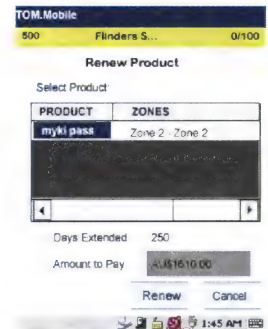 TOM.Mobile
500 Flinders S... 0/100
Renew Product
Select Product
PRODUCT ZONES
myki pass Zone 2 - Zone 2
Days Extended 250
Amount to Pay AU$1610.00
Renew Cancel
1:45 AM